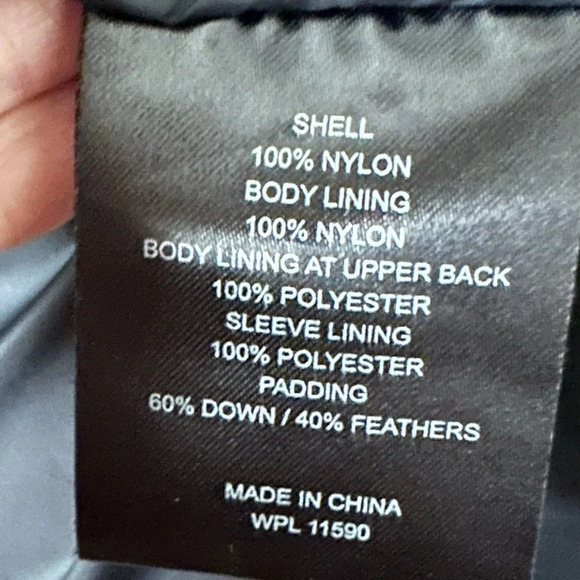 SHELL
100% NYLON
BODY LINING
100% NYLON
BODY LINING AT UPPER BACK
100% POLYESTER
SLEEVE LINING
100% POLYESTER
PADDING
60% DOWN / 40% FEATHERS
MADE IN CHINA
WPL 11590